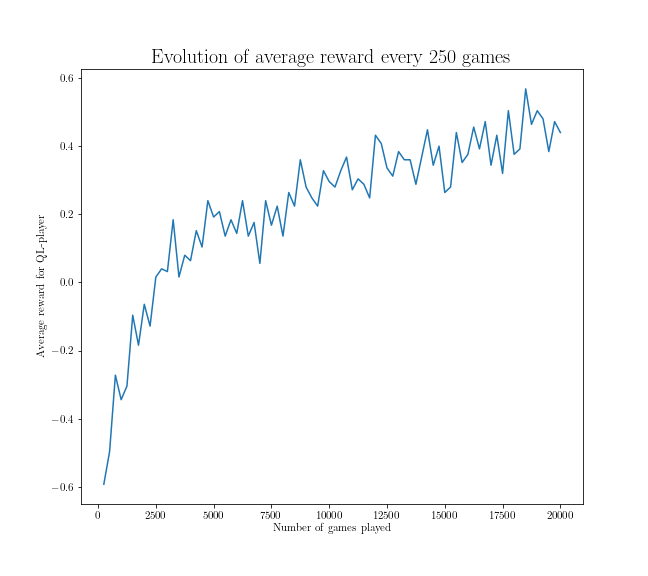 Evolution of average reward every 250 games
0.6
0.4
0.2
0.0
−0.2
−0.4
−0.6
Average reward for QL-player
0 2500 5000 7500 10000 12500 15000 17500 20000
Number of games played